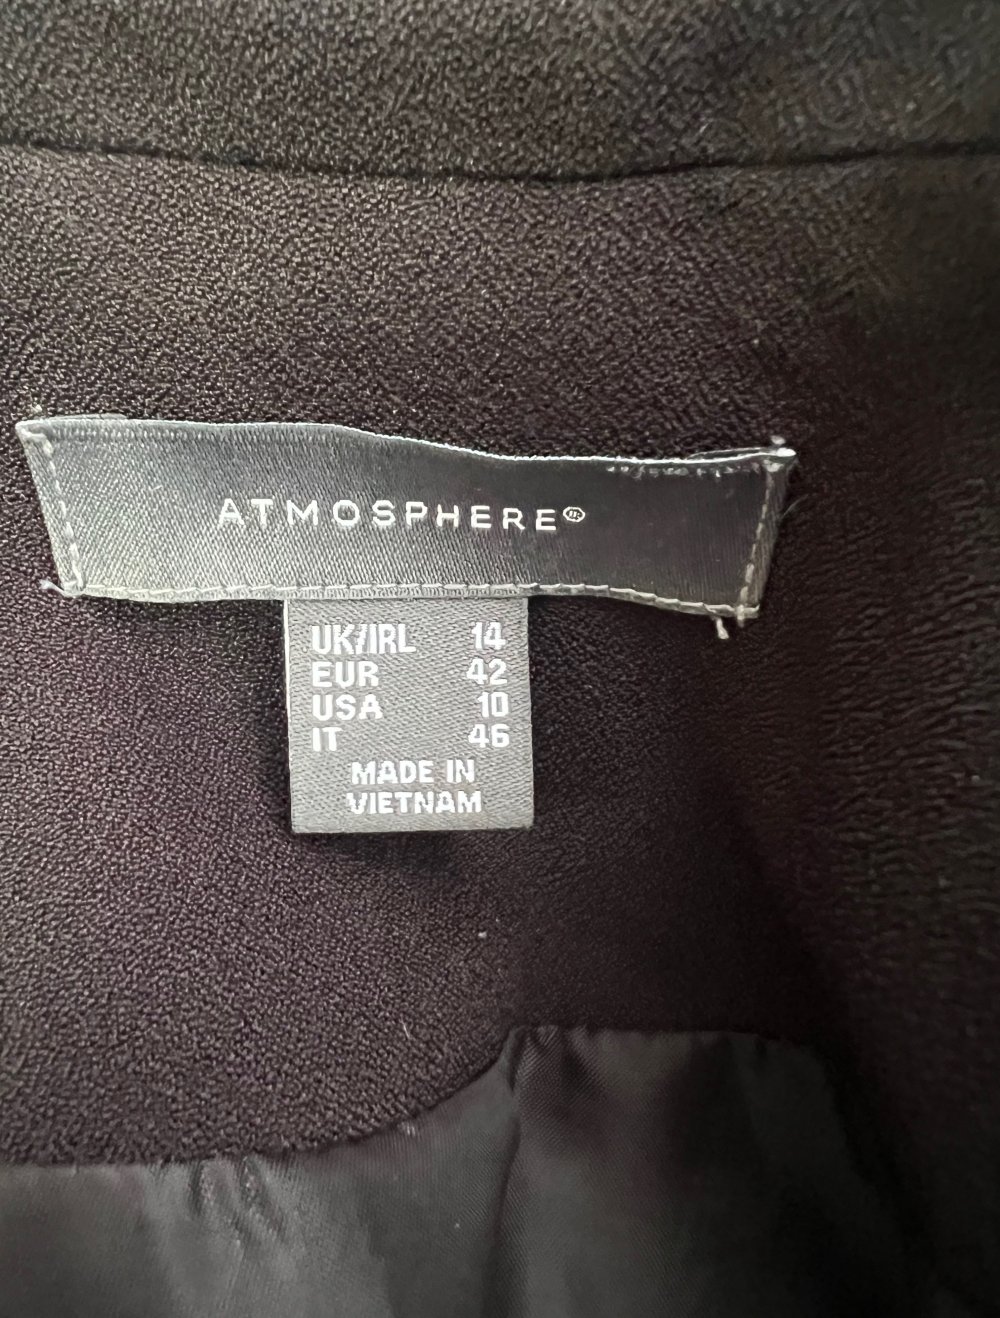 ATMOSPHERE®
UK/IRL 14
EUR 42
USA 10
IT 46
MADE IN
VIETNAM